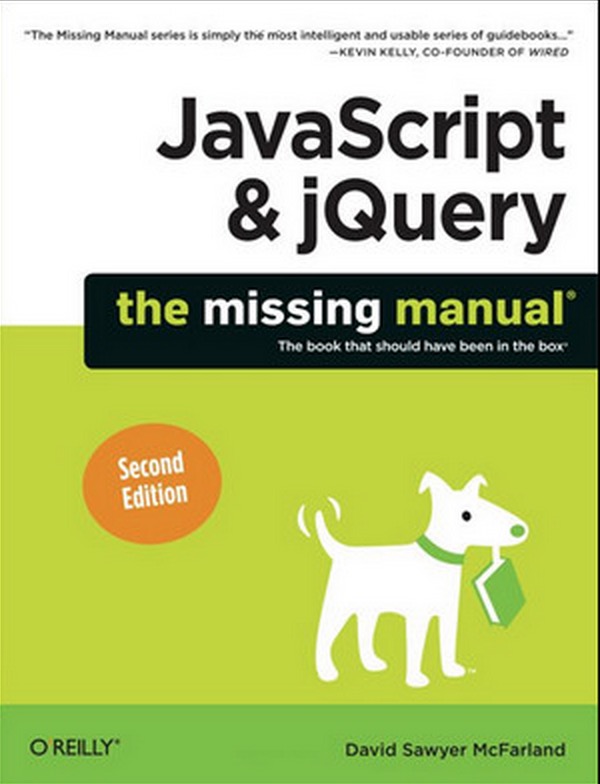 "The Missing Manual series is simply the most intelligent and usable series of guidebooks..."
—KEVIN KELLY, CO-FOUNDER OF WIRED
JavaScript
& jQuery
the missing manual®
The book that should have been in the box®
Second
Edition
™
O'REILLY®
David Sawyer McFarland